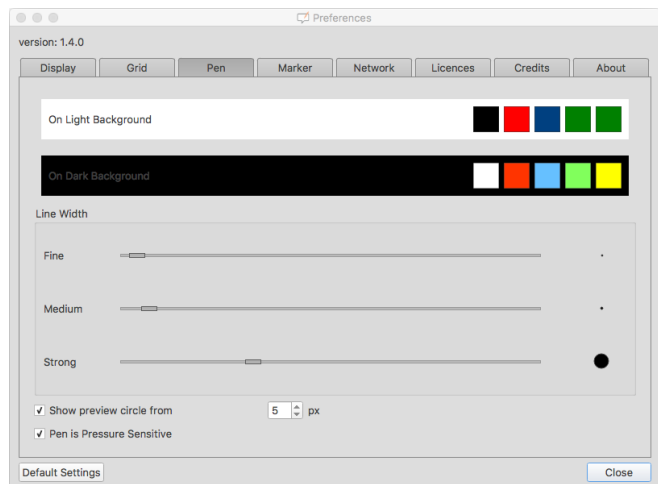 Preferences
version: 1.4.0
Display Grid Pen Marker Network Licences Credits About
On Light Background
On Dark Background
Line Width
Fine
Medium
Strong
Show preview circle from 5 px
Pen is Pressure Sensitive
Default Settings Close